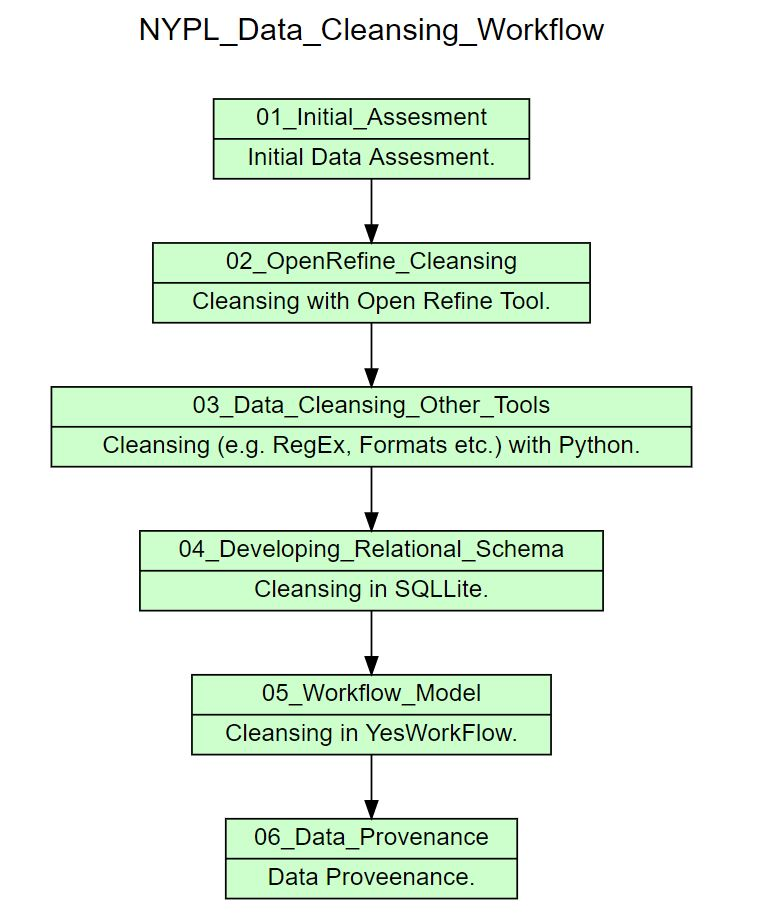 NYPL_Data_Cleansing_Workflow
01_Initial_Assesment
Initial Data Assesment.
02_OpenRefine_Cleansing
Cleansing with Open Refine Tool.
03_Data_Cleansing_Other_Tools
Cleansing (e.g. RegEx, Formats etc.) with Python.
04_Developing_Relational_Schema
Cleansing in SQLLite.
05_Workflow_Model
Cleansing in YesWorkFlow.
06_Data_Provenance
Data Proveenance.